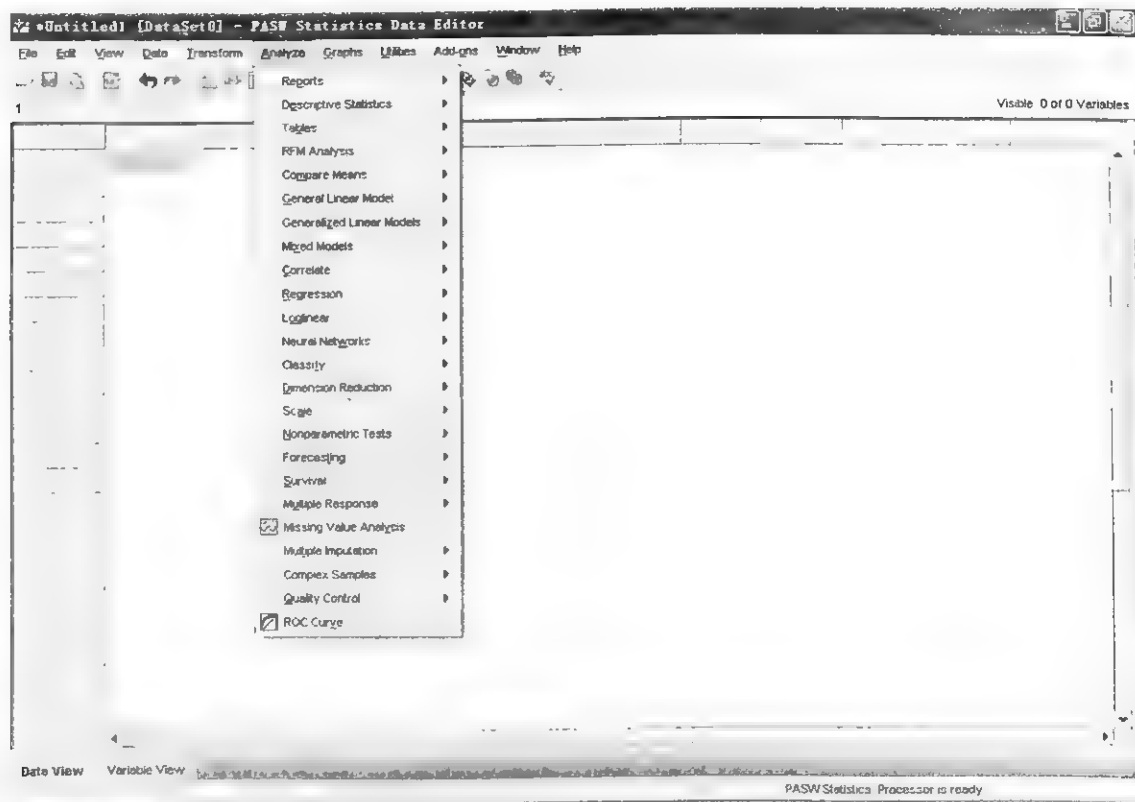 *Untitled1 [DataSet0] - PASW Statistics Data Editor
File Edit View Data Transform Analyze Graphs Utilities Add-ons Window Help
1
Visible 0 of 0 Variables
Reports
Descriptive Statistics
Tables
RFM Analysis
Compare Means
General Linear Model
Generalized Linear Models
Mixed Models
Correlate
Regression
Loglinear
Neural Networks
Classify
Dimension Reduction
Scale
Nonparametric Tests
Forecasting
Survival
Multiple Response
Missing Value Analysis
Multiple Imputation
Complex Samples
Quality Control
ROC Curve
Data View Variable View
PASW Statistics Processor is ready